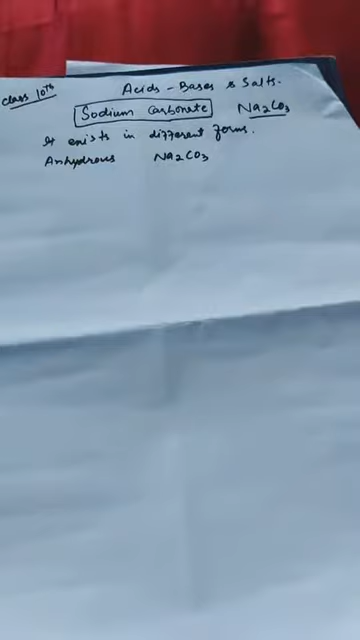 class 10th
Acids - Bases & Salts.
Sodium Carbonate Na2CO3
It exists in different forms.
Anhydrous Na2CO3